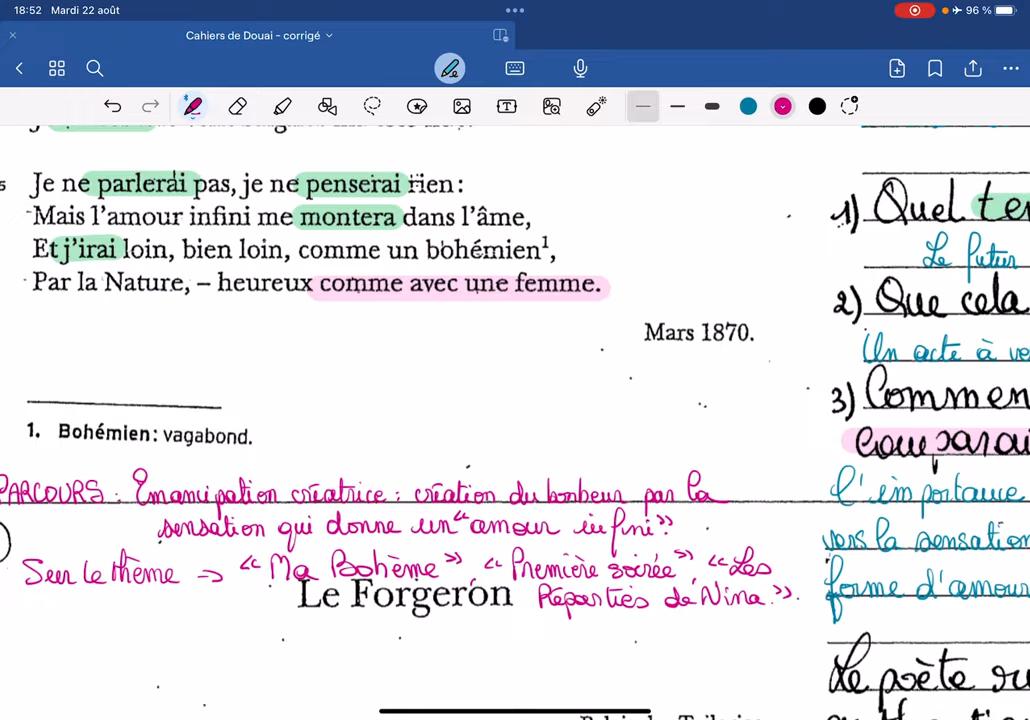 18:52 Mardi 22 août
96 %
Cahiers de Douai - corrigé
5 Je ne parlerai pas, je ne penserai rien :
Mais l'amour infini me montera dans l'âme,
Et j'irai loin, bien loin, comme un bohémien¹,
Par la Nature, – heureux comme avec une femme.
Mars 1870.
1. Bohémien : vagabond.
PARCOURS : Emancipation créatrice : création du bonheur par la
sensation qui donne un "amour infini"
Sur le thème → "Ma Bohème", "Première soirée", "Les
Réparties de Nina".
Le Forgeron
1) Quel te
Le futur
2) Que cela
Un acte à ve
3) Commen
comparai
l'importance
vers la sensation
forme d'amour
Le poète su